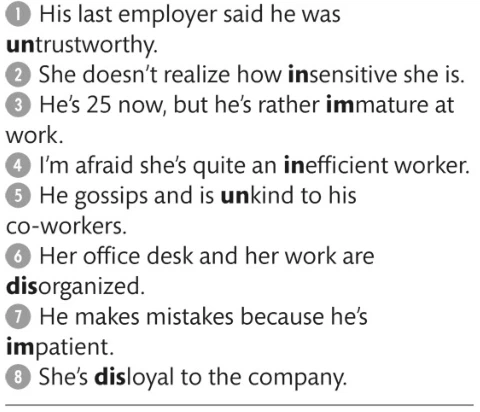 1 His last employer said he was
untrustworthy.
2 She doesn't realize how insensitive she is.
3 He's 25 now, but he's rather immature at
work.
4 I'm afraid she's quite an inefficient worker.
5 He gossips and is unkind to his
co-workers.
6 Her office desk and her work are
disorganized.
7 He makes mistakes because he's
impatient.
8 She's disloyal to the company.